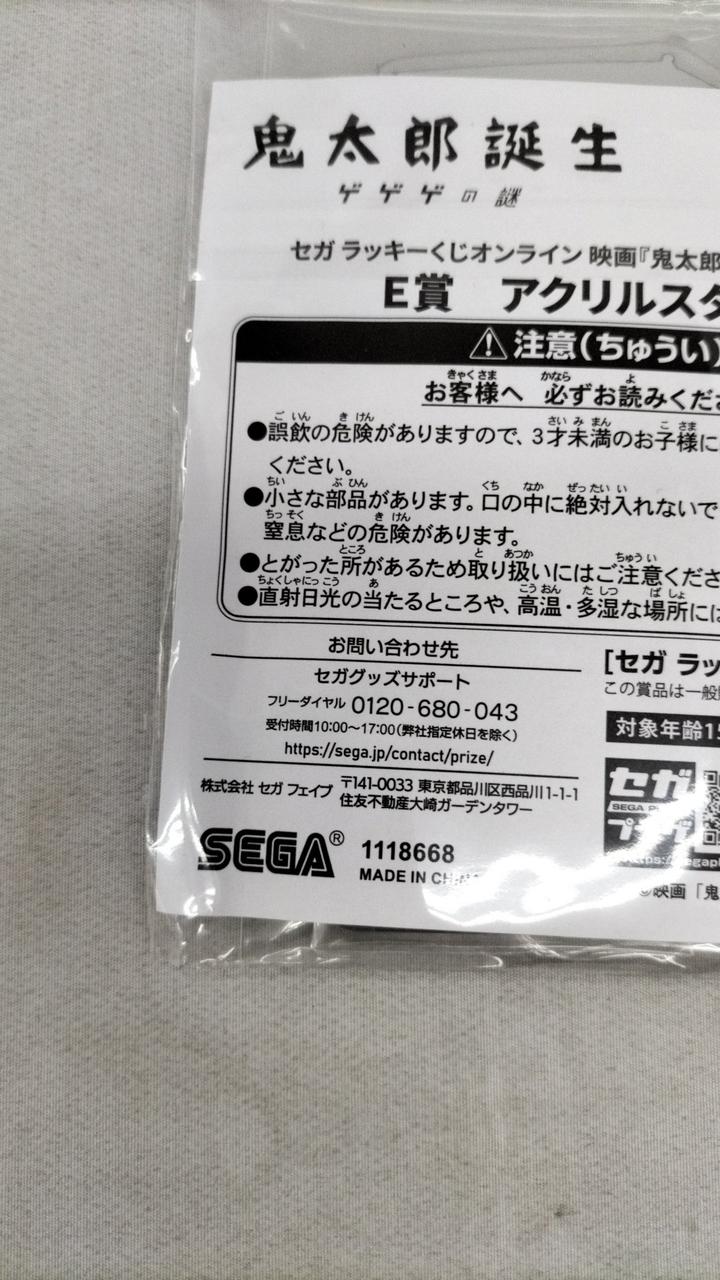 鬼太郎誕生
ゲゲゲの謎
セガ ラッキーくじオンライン 映画『鬼太郎
E賞 アクリルスタ
注意(ちゅうい)
お客様へ 必ずお読みくださ
●誤飲の危険がありますので、3才未満のお子様に
ください。
●小さな部品があります。口の中に絶対入れないで
窒息などの危険があります。
●とがった所があるため取り扱いにはご注意くださ
●直射日光の当たるところや、高温・多湿な場所には
お問い合わせ先
セガグッズサポート
フリーダイヤル 0120-680-043
受付時間10:00～17:00(弊社指定休日を除く)
https://sega.jp/contact/prize/
株式会社 セガ フェイブ 〒141-0033 東京都品川区西品川1-1-1
住友不動産大崎ガーデンタワー
SEGA® 1118668
MADE IN CHINA
[セガ ラッ
この賞品は一般
対象年齢15
セガ
SEGA P
プラザ
https://segapl
©映画「鬼